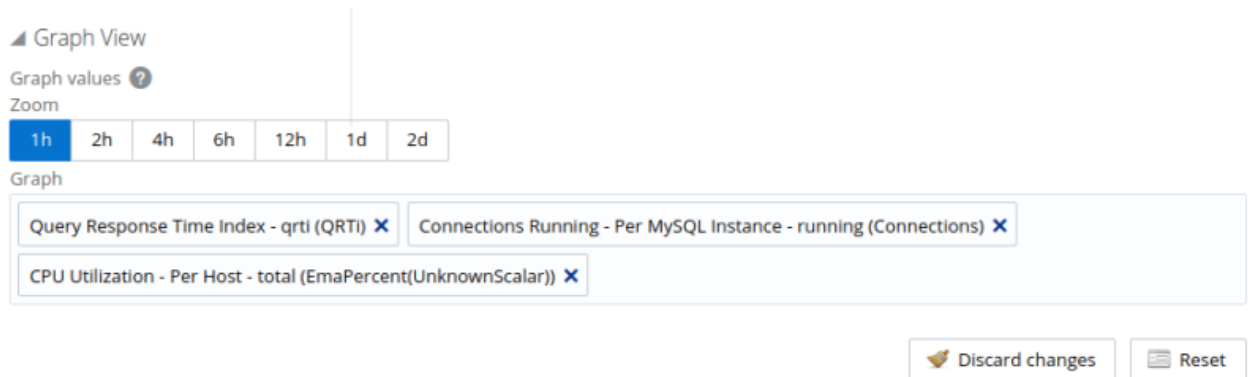 Graph View
Graph values ?
Zoom
1h 2h 4h 6h 12h 1d 2d
Graph
Query Response Time Index - qrti (QRTi) Connections Running - Per MySQL Instance - running (Connections)
CPU Utilization - Per Host - total (EmaPercent(UnknownScalar))
Discard changes Reset